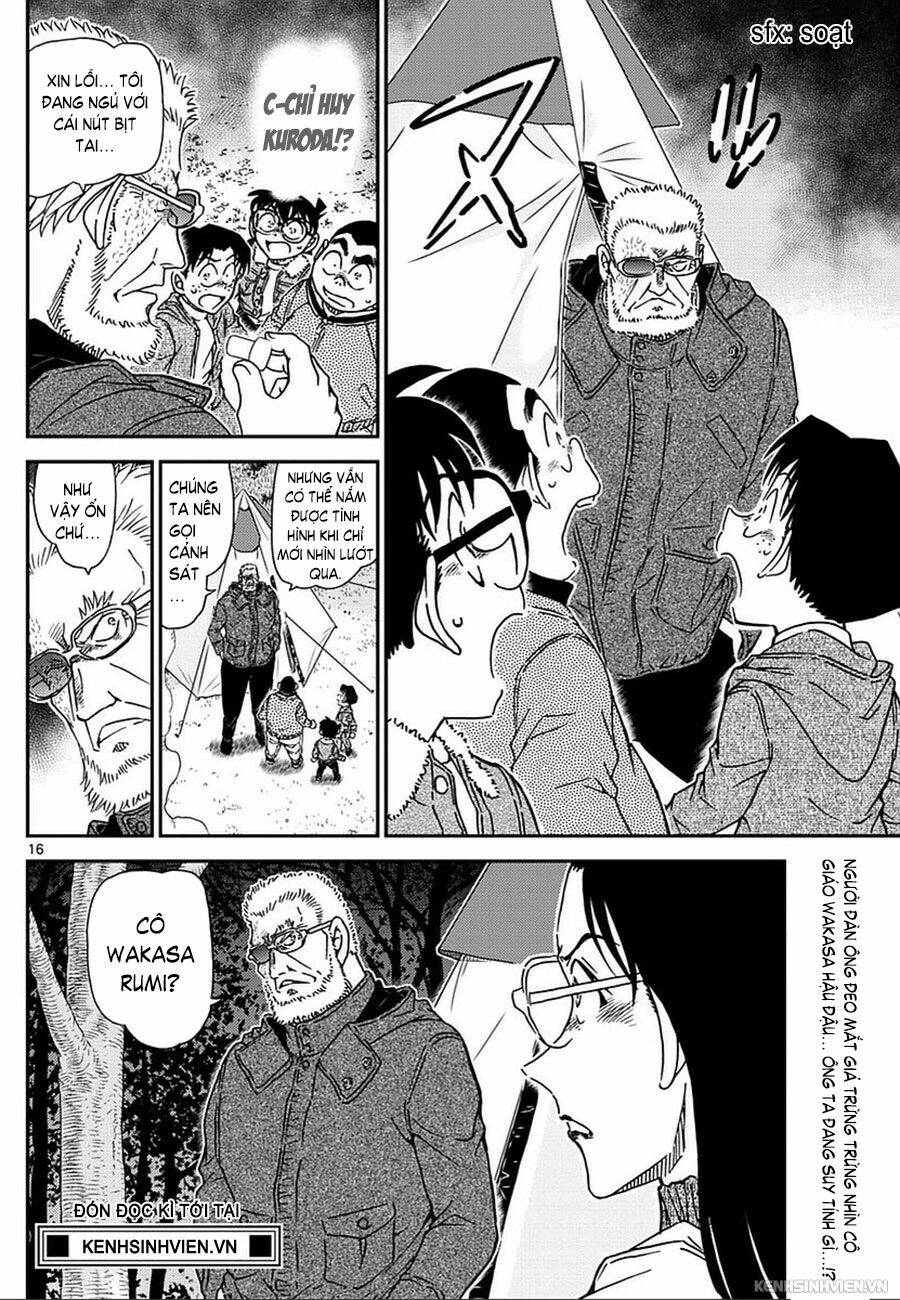 sfx: soạt
C-CHỈ HUY
KURODA!?
XIN LỖI... TÔI
ĐANG NGỦ VỚI
CÁI NÚT BỊT
TAI...
NHƯNG VẪN
CÓ THỂ NẮM
ĐƯỢC TÌNH
HÌNH KHI CHỈ
MỚI NHÌN LƯỚT
QUA.
CHÚNG
TA NÊN
GỌI
CẢNH
SÁT
...
NHƯ
VẬY ỔN
CHỨ...
16
CÔ
WAKASA
RUMI?
NGƯỜI ĐÀN ÔNG ĐEO MẮT GIẢ TRỪNG TRỪNG NHÌN CÔ
GIÁO WAKASA HẬU ĐẬU... ÔNG TA ĐANG SUY TÍNH GÌ...!?
ĐÓN ĐỌC KÌ TỚI TẠI
KENHSINHVIEN.VN
KENHSINHVIEN.VN